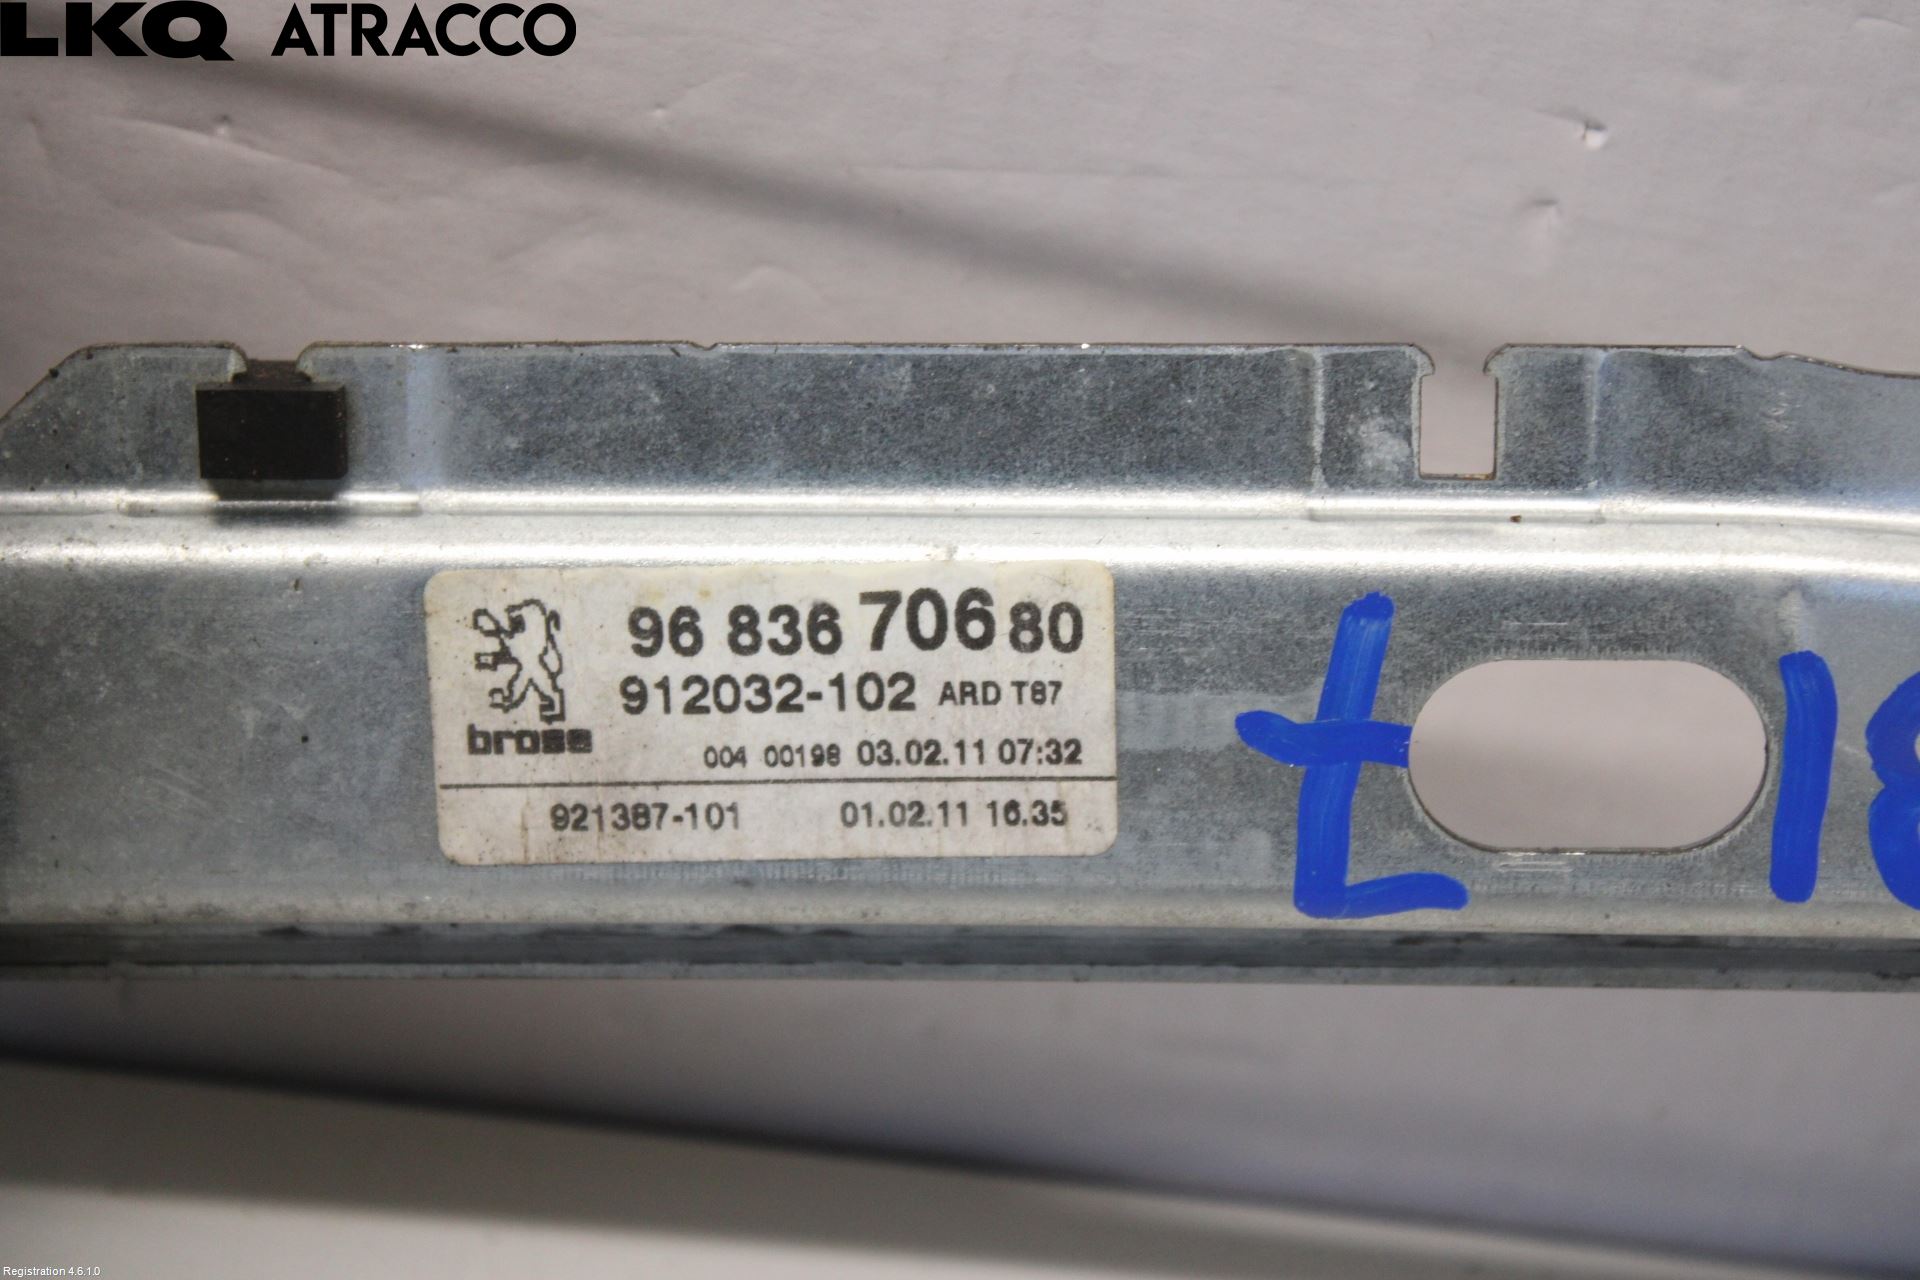 LKQ ATRACCO
96 836 706 80
912032-102 ARD T87
brose
004 00198 03.02.11 07:32
921387-101 01.02.11 16.35
18
Registration 4.6.1.0